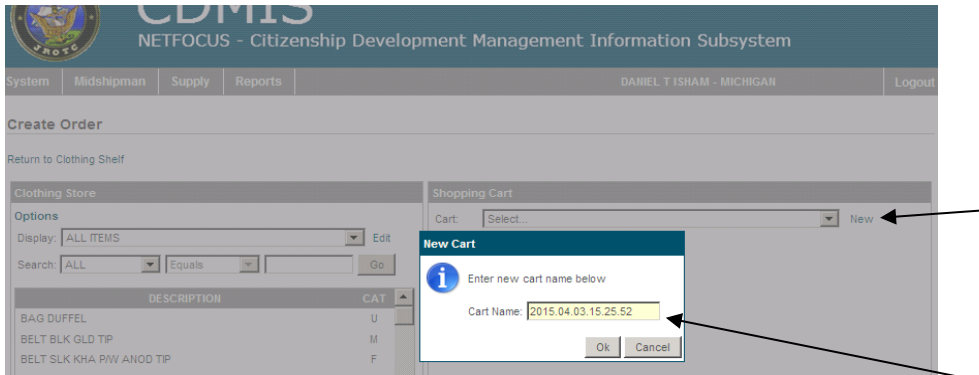 CDMIS
NETFOCUS - Citizenship Development Management Information Subsystem
JROTC
System Midshipman Supply Reports DANIEL T ISHAM - MICHIGAN Logout
Create Order
Return to Clothing Shelf
Clothing Store
Options
Display: ALL ITEMS Edit
Search: ALL Equals Go
DESCRIPTION CAT
BAG DUFFEL U
BELT BLK GLD TIP M
BELT SLK KHA P/W ANOD TIP F
Shopping Cart
Cart: Select... New
New Cart
Enter new cart name below
Cart Name: 2015.04.03.15.25.52
Ok Cancel